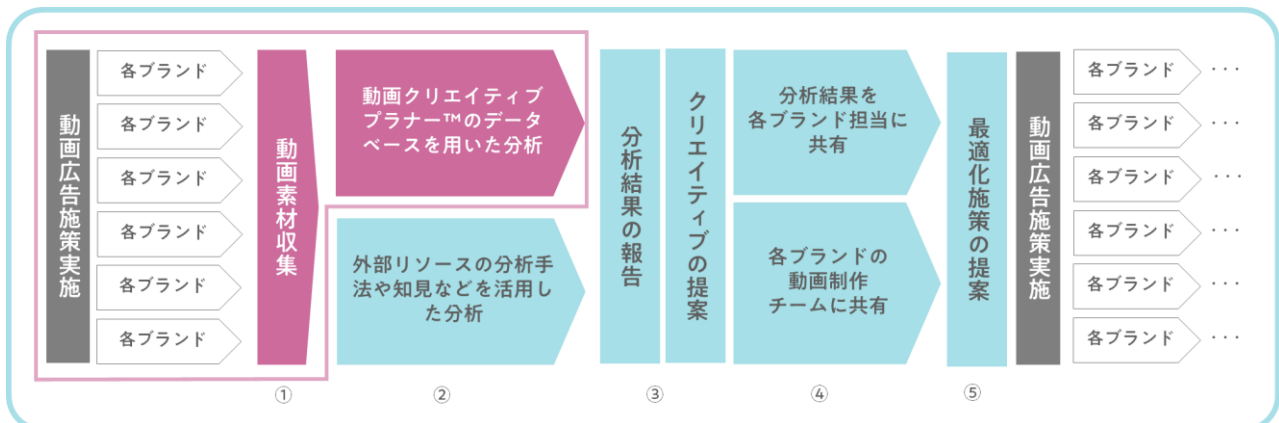 動画広告施策実施
各ブランド
各ブランド
各ブランド
各ブランド
各ブランド
各ブランド
動画素材収集
①
動画クリエイティブ
プラナー™のデータ
ベースを用いた分析
外部リソースの分析手
法や知見などを活用し
た分析
②
分析結果の報告
クリエイティブの提案
③
分析結果を
各ブランド担当に
共有
各ブランドの
動画制作
チームに共有
④
最適化施策の提案
⑤
動画広告施策実施
各ブランド ···
各ブランド ···
各ブランド ···
各ブランド ···
各ブランド ···
各ブランド ···